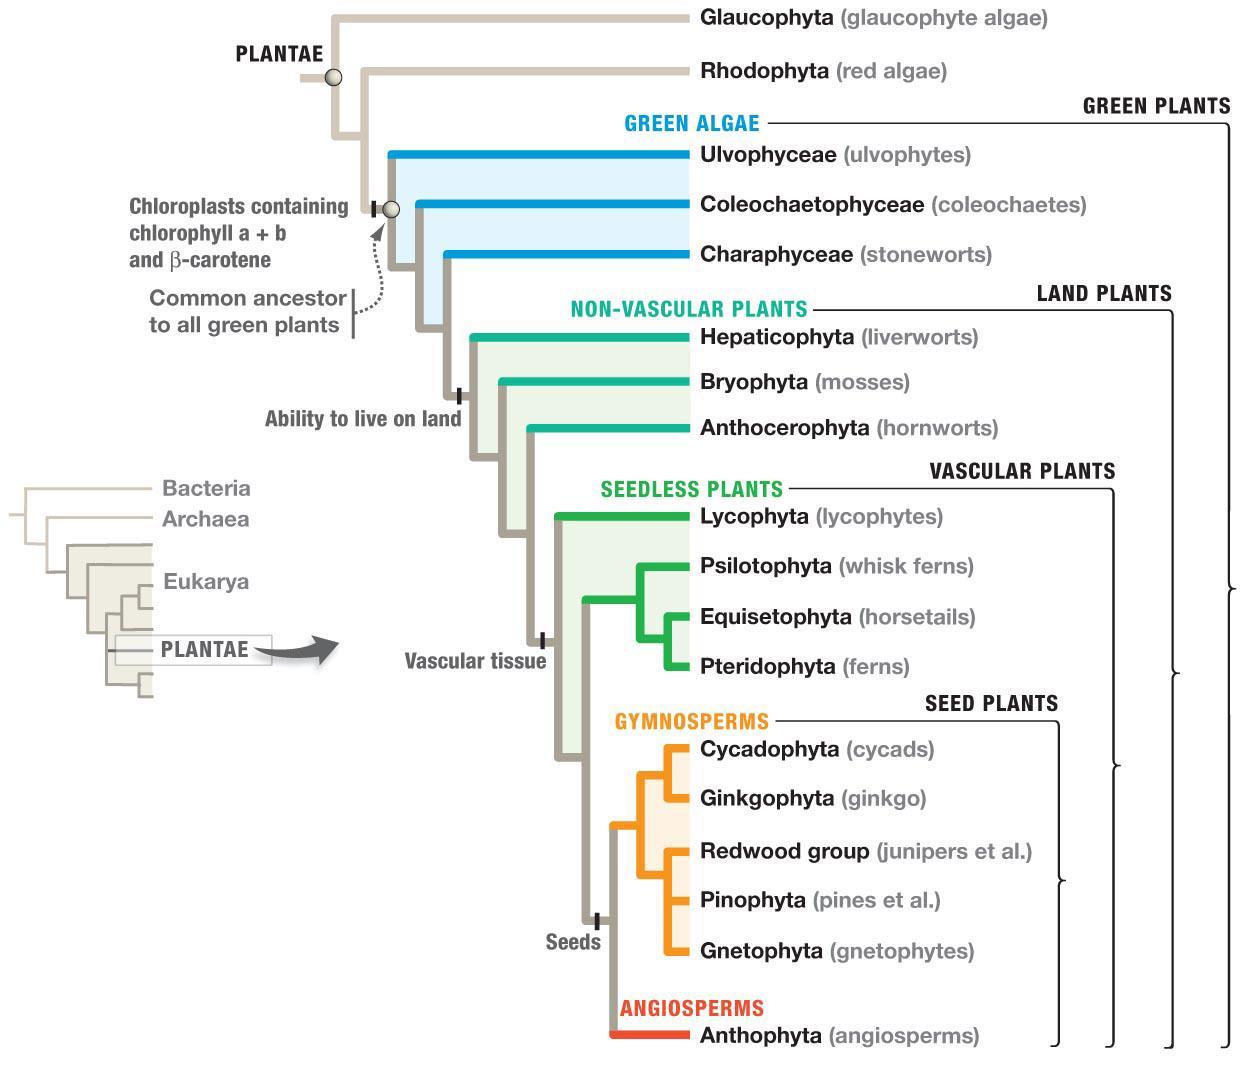 Glaucophyta (glaucophyte algae)
PLANTAE
Rhodophyta (red algae)
GREEN PLANTS
GREEN ALGAE
Ulvophyceae (ulvophytes)
Chloroplasts containing
chlorophyll a + b
and β-carotene
Coleochaetophyceae (coleochaetes)
Charaphyceae (stoneworts)
Common ancestor
to all green plants
LAND PLANTS
NON-VASCULAR PLANTS
Hepaticophyta (liverworts)
Bryophyta (mosses)
Ability to live on land
Anthocerophyta (hornworts)
VASCULAR PLANTS
SEEDLESS PLANTS
Lycophyta (lycophytes)
Psilotophyta (whisk ferns)
Equisetophyta (horsetails)
Pteridophyta (ferns)
Vascular tissue
Bacteria
Archaea
Eukarya
PLANTAE
SEED PLANTS
GYMNOSPERMS
Cycadophyta (cycads)
Ginkgophyta (ginkgo)
Redwood group (junipers et al.)
Pinophyta (pines et al.)
Gnetophyta (gnetophytes)
Seeds
ANGIOSPERMS
Anthophyta (angiosperms)